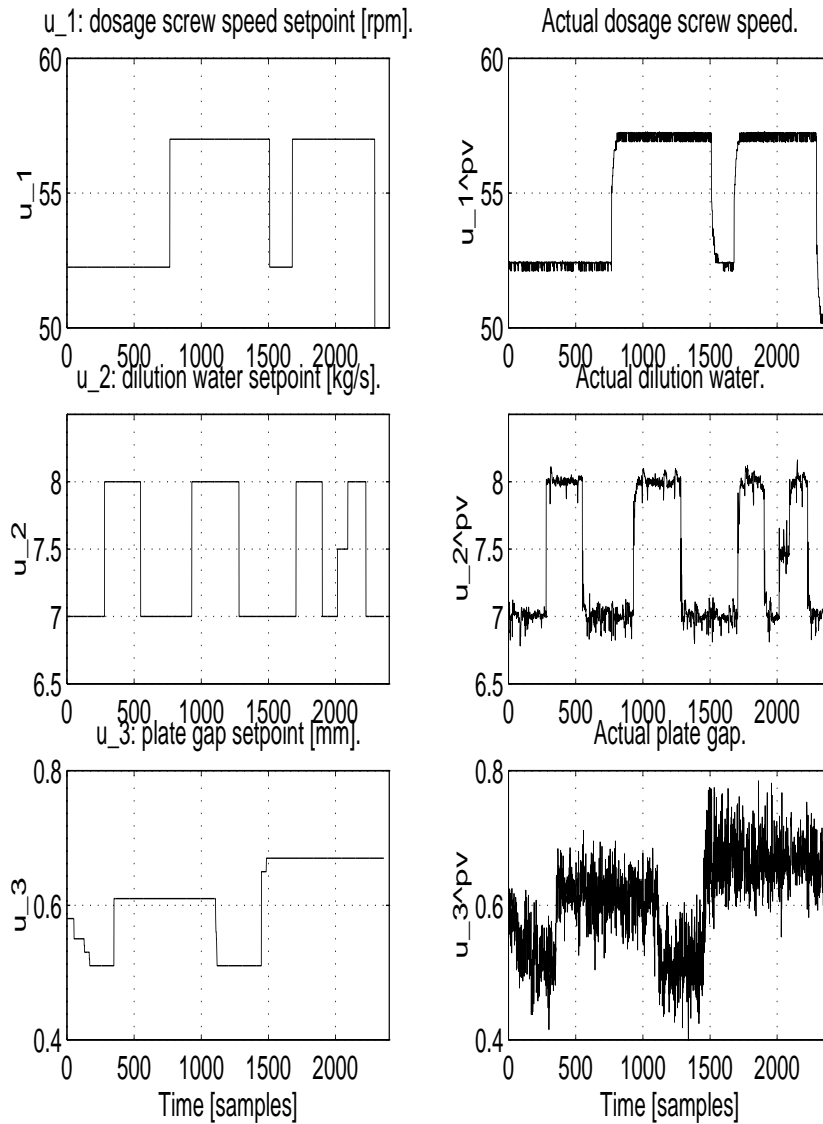 u_1: dosage screw speed setpoint [rpm].
60
55
50
u_1
0 500 1000 1500 2000
Actual dosage screw speed.
60
55
50
u_1^pv
0 500 1000 1500 2000
u_2: dilution water setpoint [kg/s].
8
7.5
7
6.5
u_2
0 500 1000 1500 2000
Actual dilution water.
8
7.5
7
6.5
u_2^pv
0 500 1000 1500 2000
u_3: plate gap setpoint [mm].
0.8
0.6
0.4
u_3
0 500 1000 1500 2000
Time [samples]
Actual plate gap.
0.8
0.6
0.4
u_3^pv
0 500 1000 1500 2000
Time [samples]